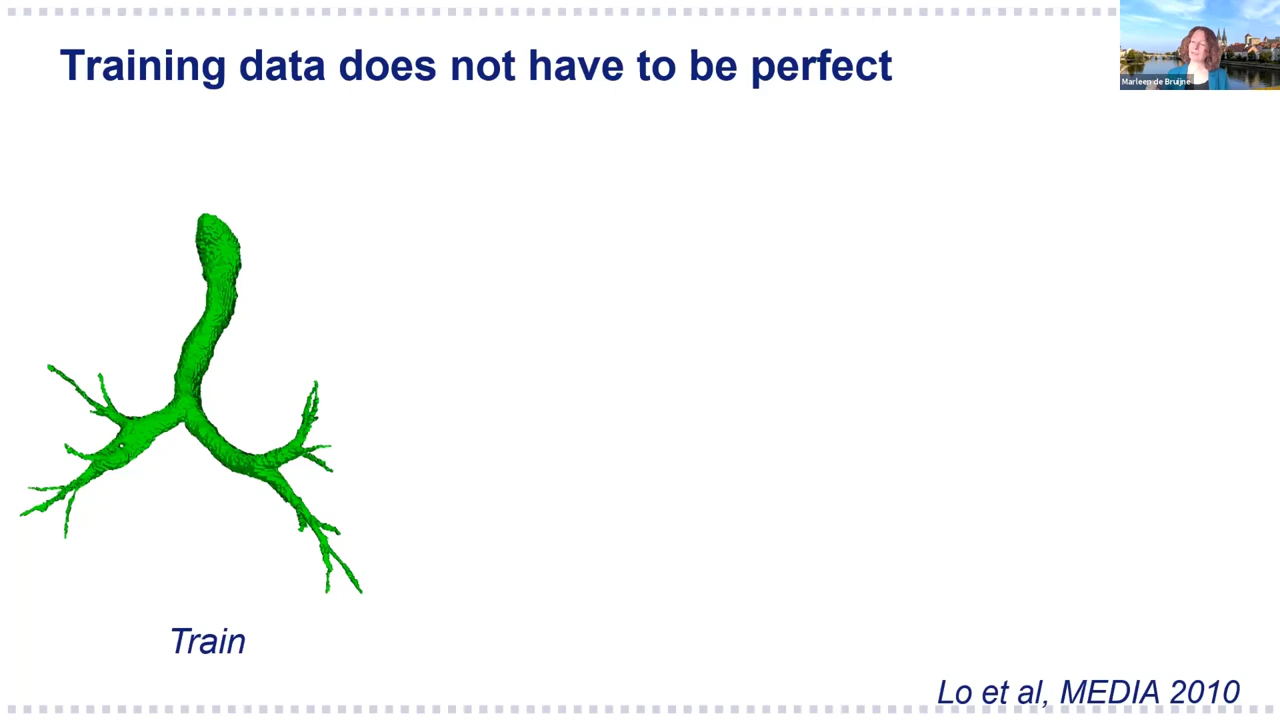 Training data does not have to be perfect
Marleen de Bruijne
Train
Lo et al, MEDIA 2010